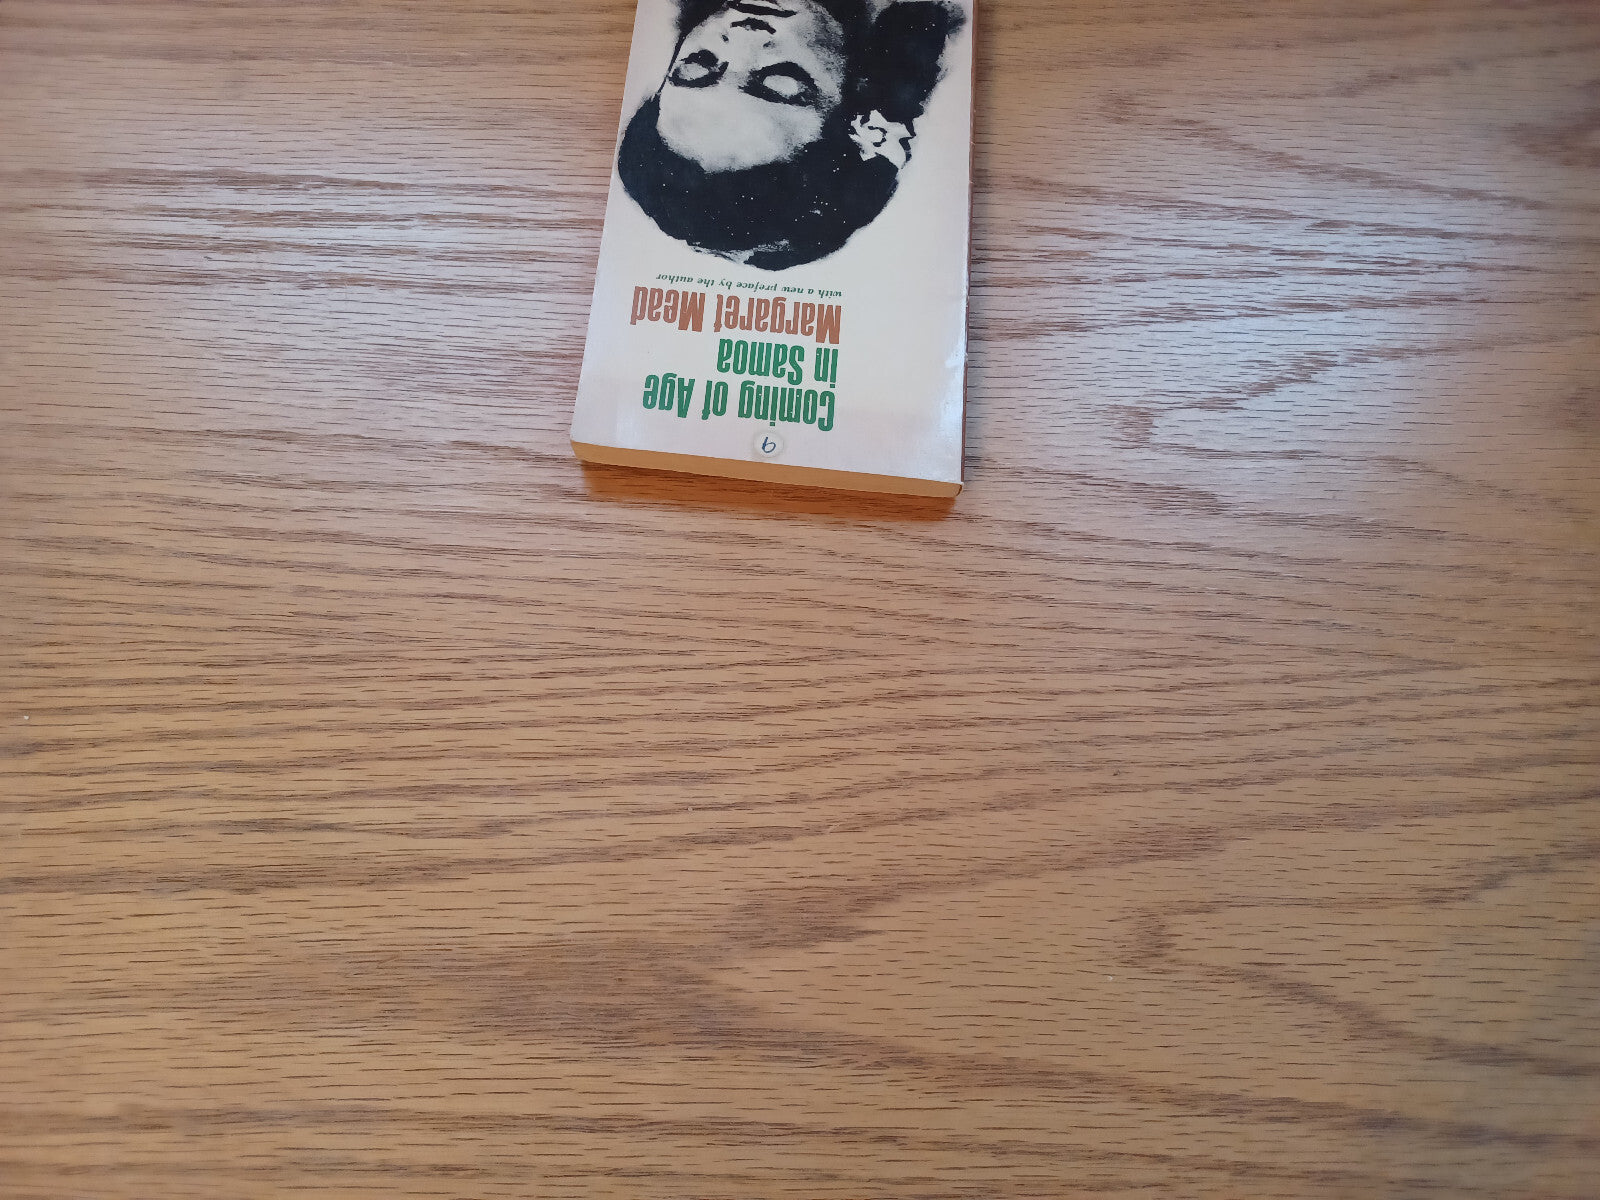 9
Coming of Age
in Samoa
Margaret Mead
with a new preface by the author